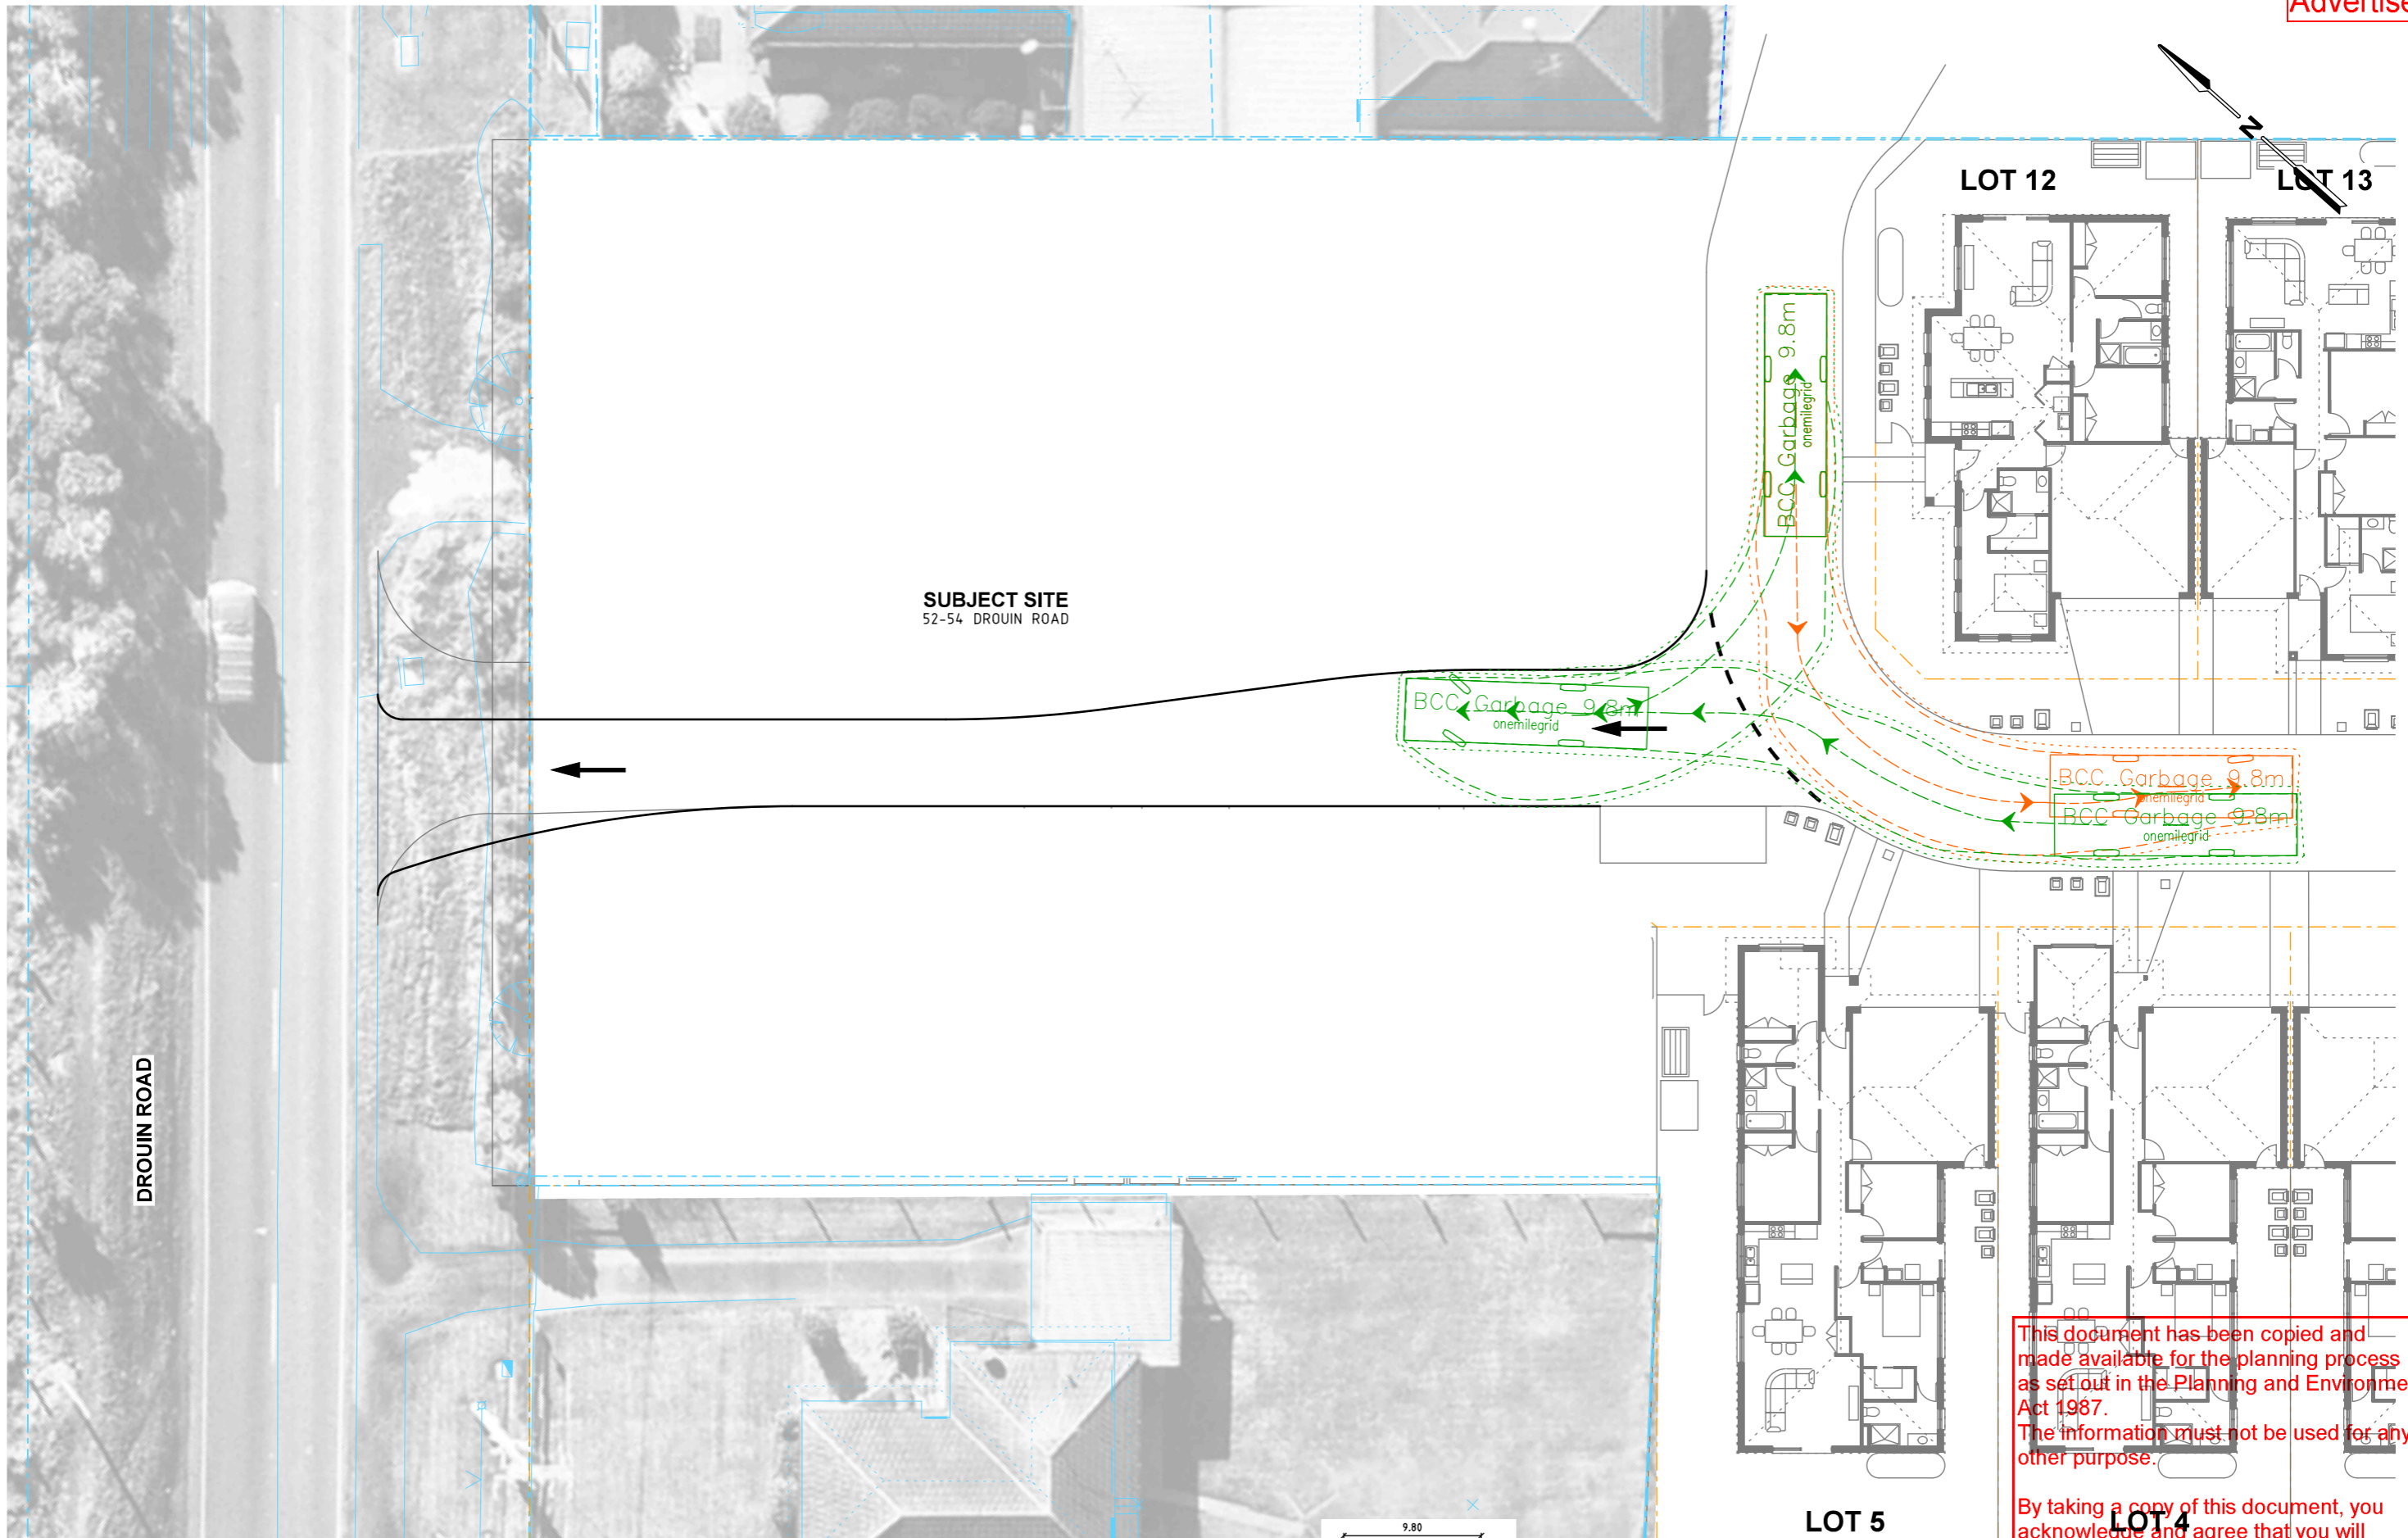 Advertise
N
LOT 12
LOT 13
BCC Garbage 9.8m
onemilegrid
SUBJECT SITE
52-54 DROUIN ROAD
BCC Garbage 9.8m
onemilegrid
BCC Garbage 9.8m
onemilegrid
BCC Garbage 9.8m
onemilegrid
DROUIN ROAD
This document has been copied and
made available for the planning process
as set out in the Planning and Environme
Act 1987.
The information must not be used for any
other purpose.
By taking a copy of this document, you
acknowledge and agree that you will
9.80
LOT 5
LOT 4